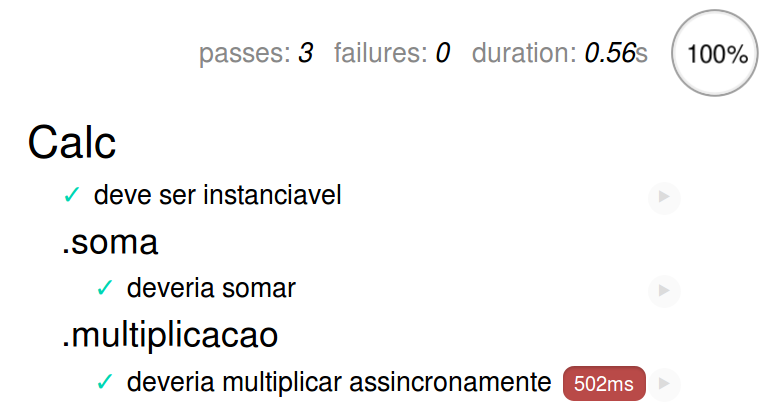 passes: 3 failures: 0 duration: 0.56s 100%
Calc
✓ deve ser instanciavel
.soma
✓ deveria somar
.multiplicacao
✓ deveria multiplicar assincronamente 502ms